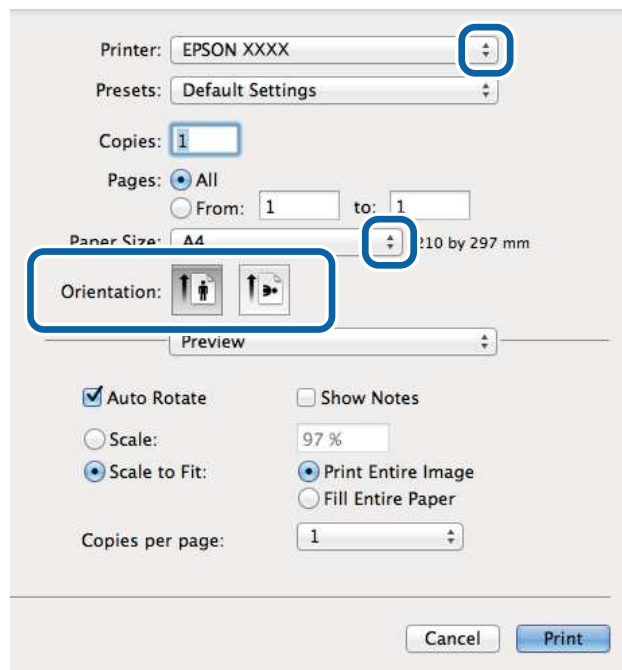 Printer: EPSON XXXX
Presets: Default Settings
Copies: 1
Pages: All
From: 1 to: 1
Paper Size: A4 210 by 297 mm
Orientation:
Preview
Auto Rotate Show Notes
Scale: 97 %
Scale to Fit: Print Entire Image
Fill Entire Paper
Copies per page: 1
Cancel Print